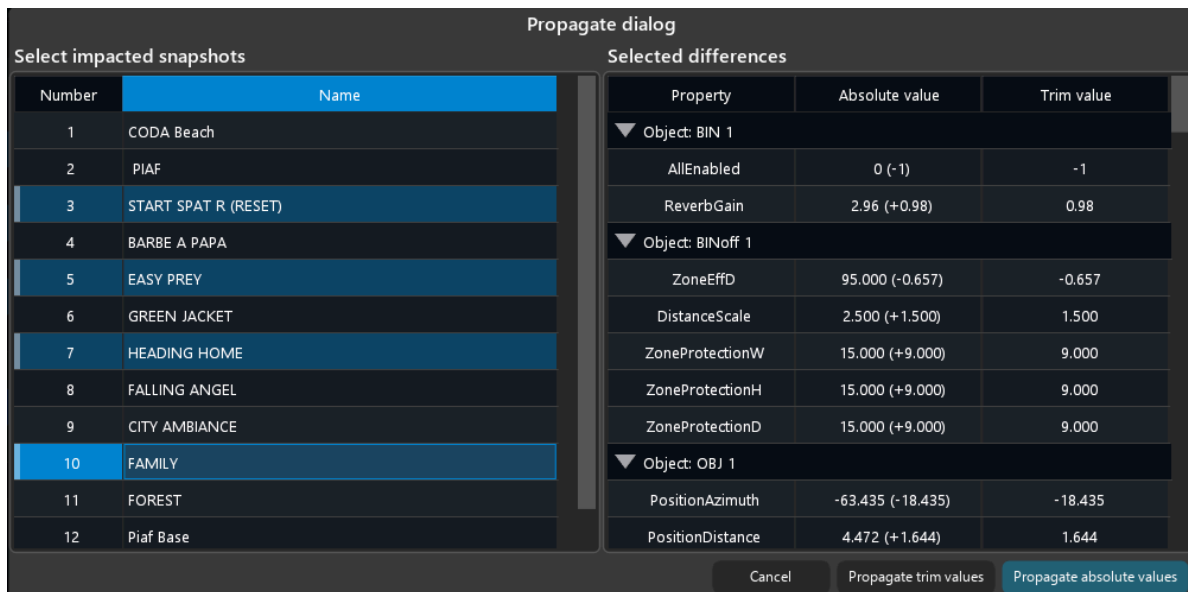 Propagate dialog
Select impacted snapshots
Number Name
1 CODA Beach
2 PIAF
3 START SPAT R (RESET)
4 BARBE A PAPA
5 EASY PREY
6 GREEN JACKET
7 HEADING HOME
8 FALLING ANGEL
9 CITY AMBIANCE
10 FAMILY
11 FOREST
12 Piaf Base
Selected differences
Property Absolute value Trim value
Object: BIN 1
AllEnabled 0 (-1) -1
ReverbGain 2.96 (+0.98) 0.98
Object: BINoff 1
ZoneEffD 95.000 (-0.657) -0.657
DistanceScale 2.500 (+1.500) 1.500
ZoneProtectionW 15.000 (+9.000) 9.000
ZoneProtectionH 15.000 (+9.000) 9.000
ZoneProtectionD 15.000 (+9.000) 9.000
Object: OBJ 1
PositionAzimuth -63.435 (-18.435) -18.435
PositionDistance 4.472 (+1.644) 1.644
Cancel Propagate trim values Propagate absolute values